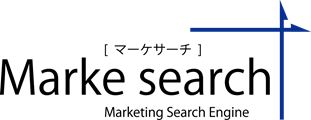 [ マーケサーチ ]
Marke search
Marketing Search Engine